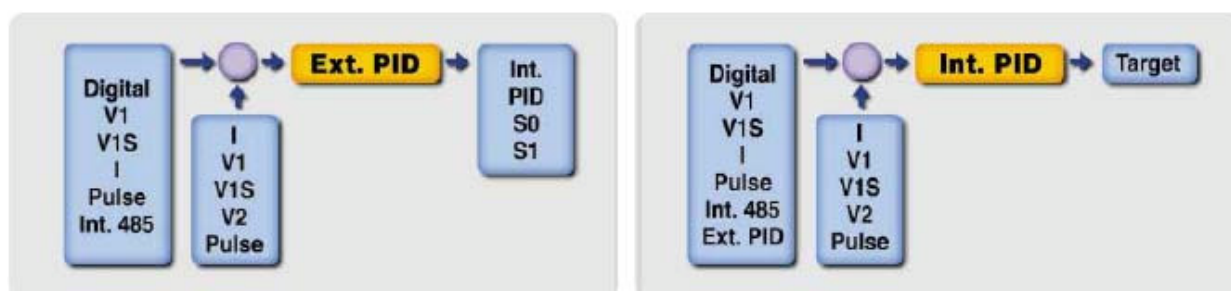 Digital
V1
V1S
I
Pulse
Int. 485
I
V1
V1S
V2
Pulse
Ext. PID
Int.
PID
S0
S1
Digital
V1
V1S
I
Pulse
Int. 485
Ext. PID
I
V1
V1S
V2
Pulse
Int. PID
Target